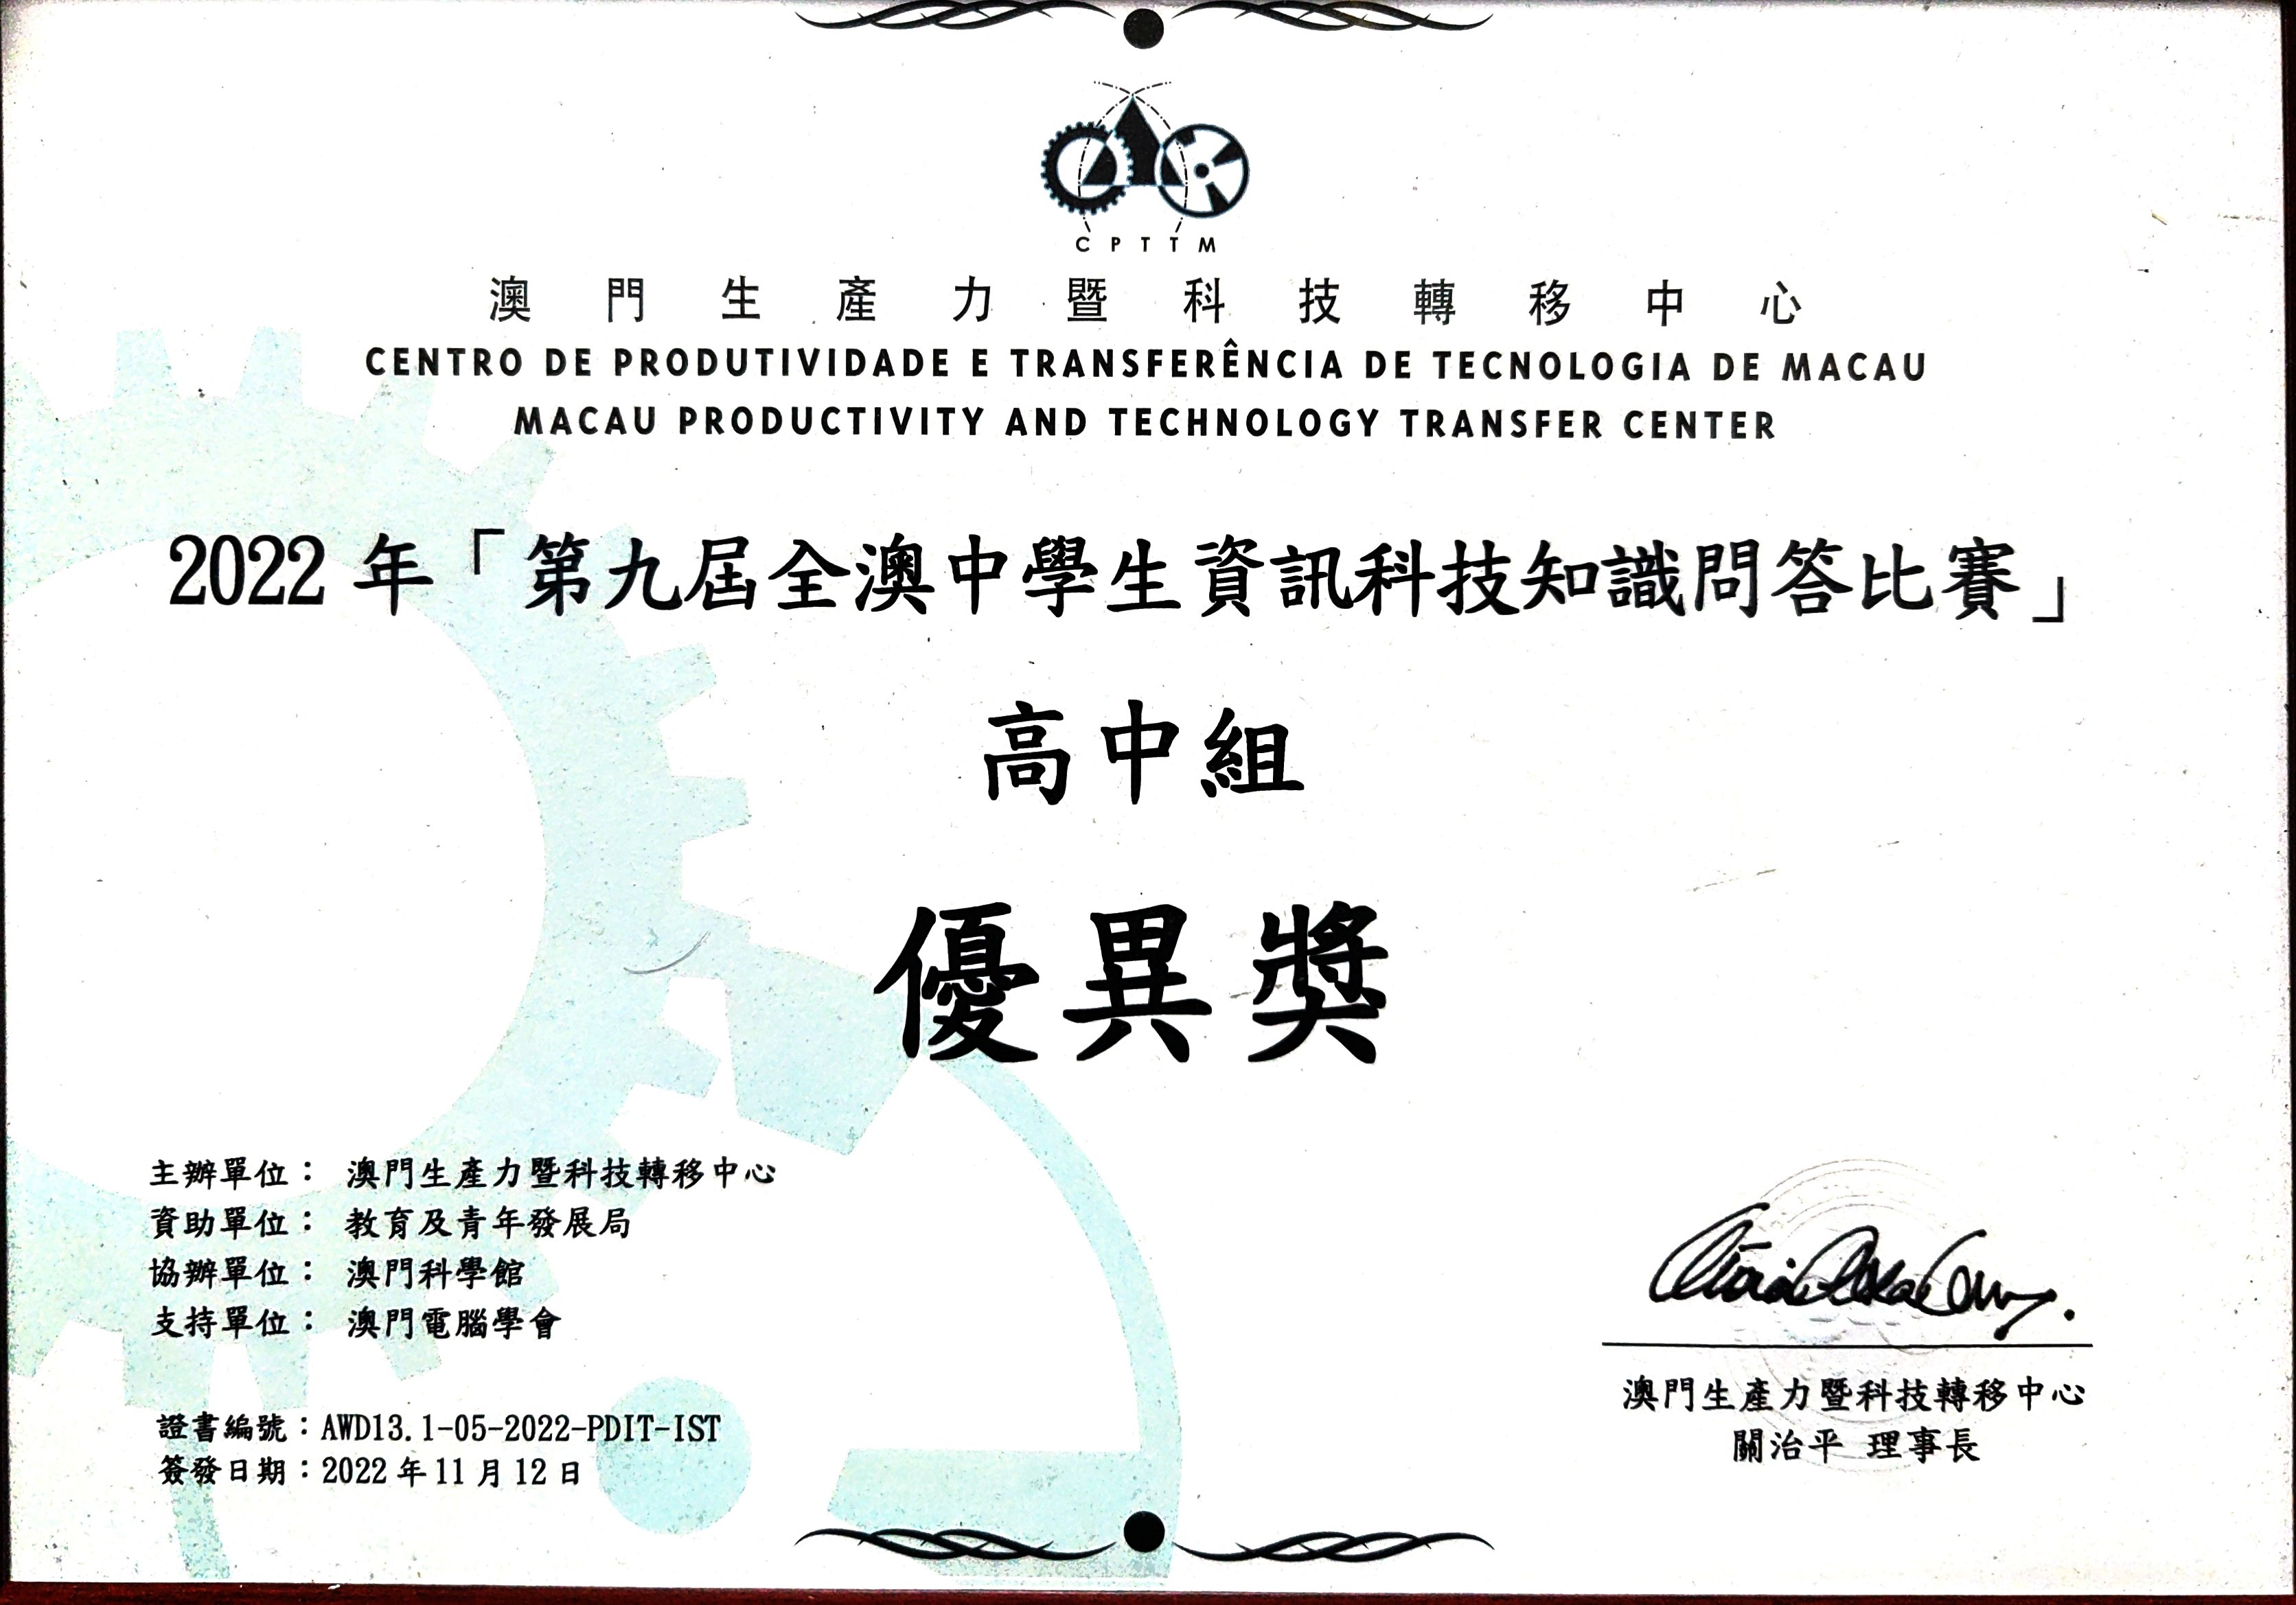 CPTTM
澳門生產力暨科技轉移中心
CENTRO DE PRODUTIVIDADE E TRANSFERÊNCIA DE TECNOLOGIA DE MACAU
MACAU PRODUCTIVITY AND TECHNOLOGY TRANSFER CENTER
2022 年「第九屆全澳中學生資訊科技知識問答比賽」
高中組
優異獎
主辦單位： 澳門生產力暨科技轉移中心
資助單位： 教育及青年發展局
協辦單位： 澳門科學館
支持單位： 澳門電腦學會
證書編號：AWD13.1-05-2022-PDIT-IST
簽發日期：2022 年 11 月 12 日
澳門生產力暨科技轉移中心
關治平 理事長